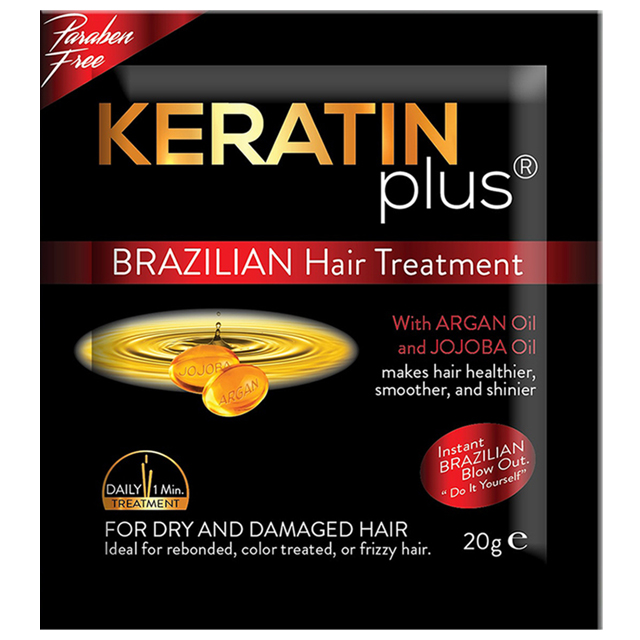 Paraben
Free
KERATIN
plus®
BRAZILIAN Hair Treatment
With ARGAN Oil
and JOJOBA Oil
makes hair healthier,
smoother, and shinier
JOJOBA
ARGAN
Instant
BRAZILIAN
Blow Out.
"Do It Yourself"
DAILY 1 Min.
TREATMENT
FOR DRY AND DAMAGED HAIR
Ideal for rebonded, color treated, or frizzy hair.
20g ℮